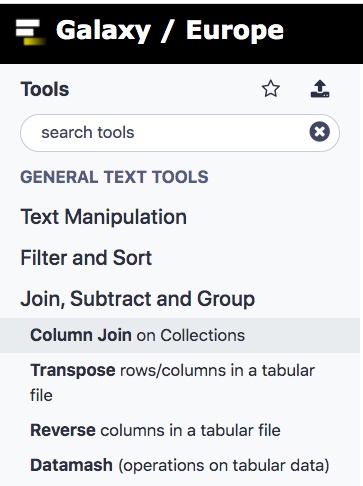 Galaxy / Europe
Tools
search tools
GENERAL TEXT TOOLS
Text Manipulation
Filter and Sort
Join, Subtract and Group
Column Join on Collections
Transpose rows/columns in a tabular
file
Reverse columns in a tabular file
Datamash (operations on tabular data)